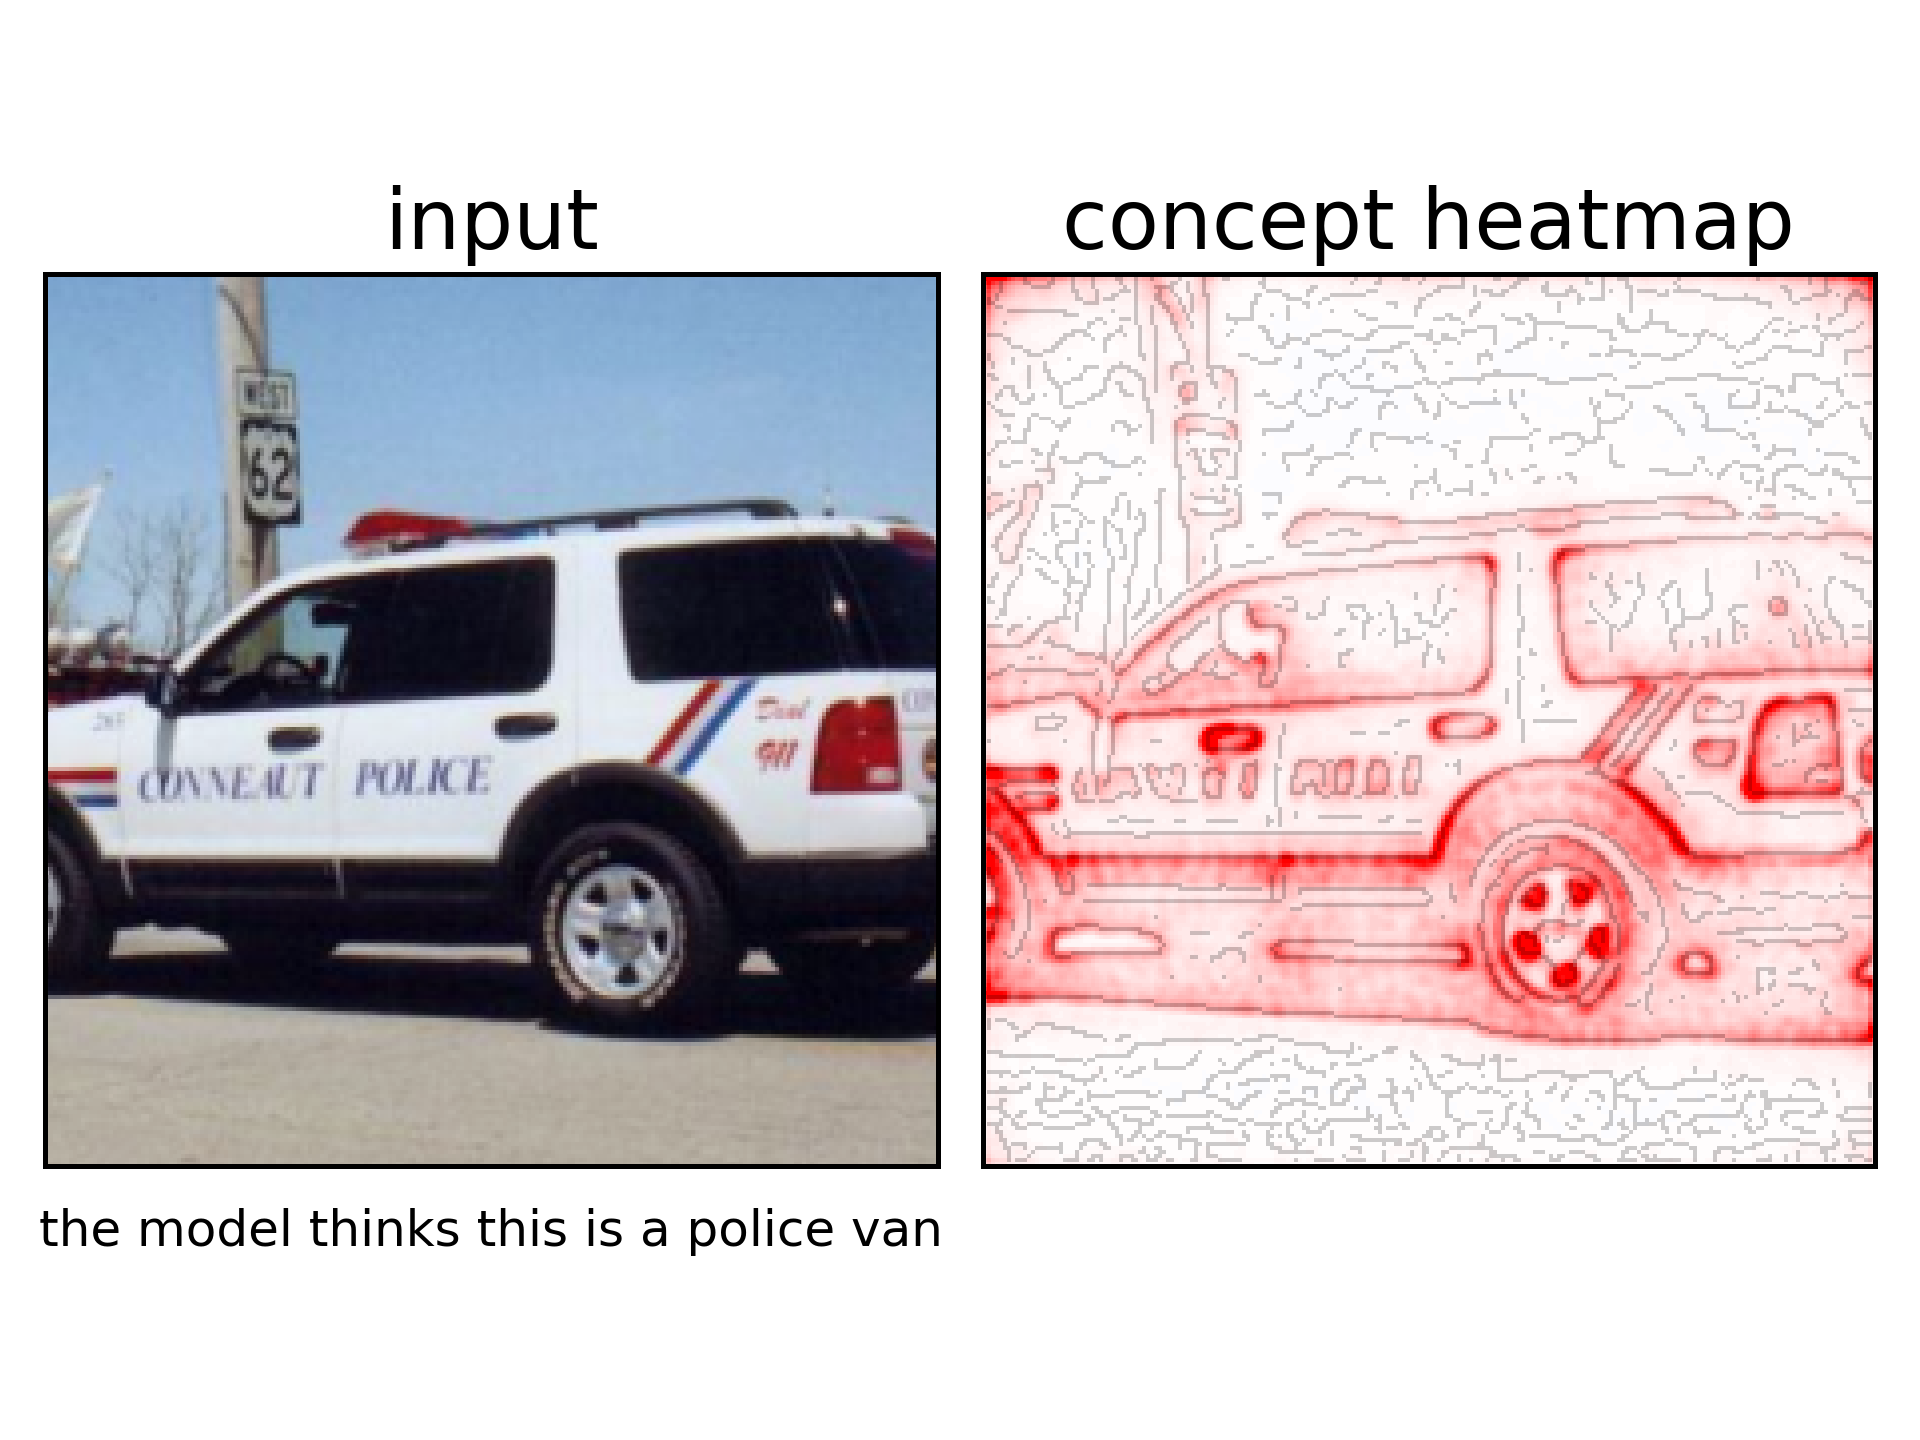 input
concept heatmap
WEST
62
CONNEAUT POLICE
Dial
911
the model thinks this is a police van